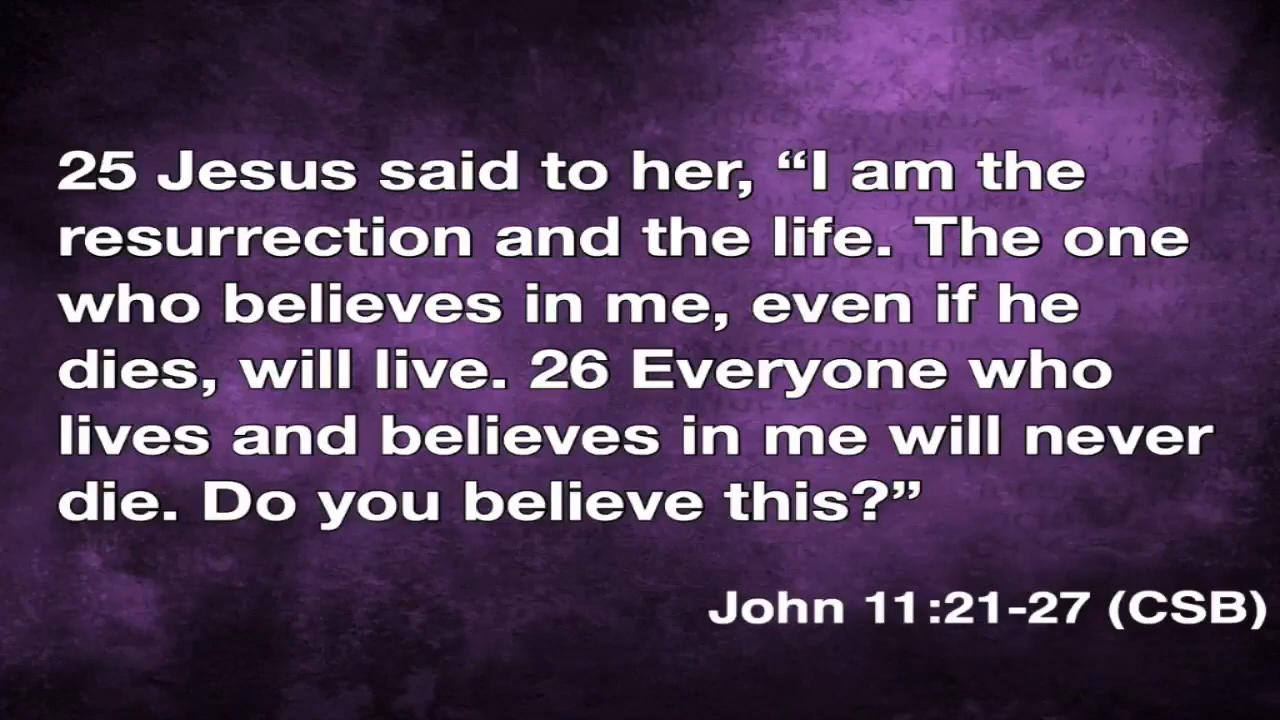 25 Jesus said to her, “I am the
resurrection and the life. The one
who believes in me, even if he
dies, will live. 26 Everyone who
lives and believes in me will never
die. Do you believe this?”
John 11:21-27 (CSB)